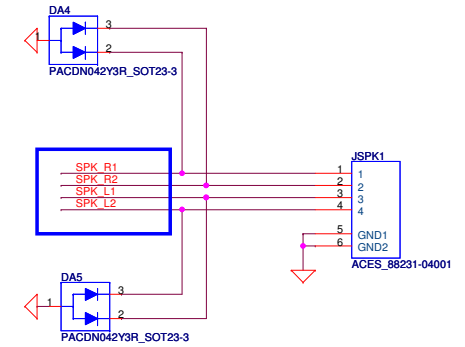 DA4
3
1
2
PACDN042Y3R_SOT23-3
JSPK1
SPK_R1 1 1
SPK_R2 2 2
SPK_L1 3 3
SPK_L2 4 4
5 GND1
6 GND2
ACES_88231-04001
DA5
3
1
2
PACDN042Y3R_SOT23-3